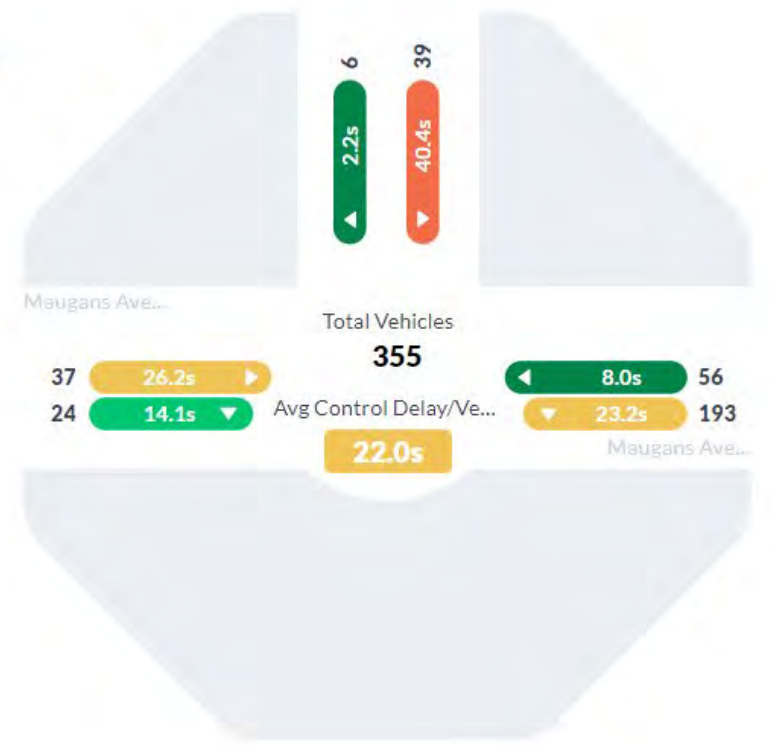 6
39
2.2s
40.4s
Maugans Ave...
Total Vehicles
355
37
26.2s
8.0s
56
24
14.1s
Avg Control Delay/Ve...
23.2s
193
22.0s
Maugans Ave...